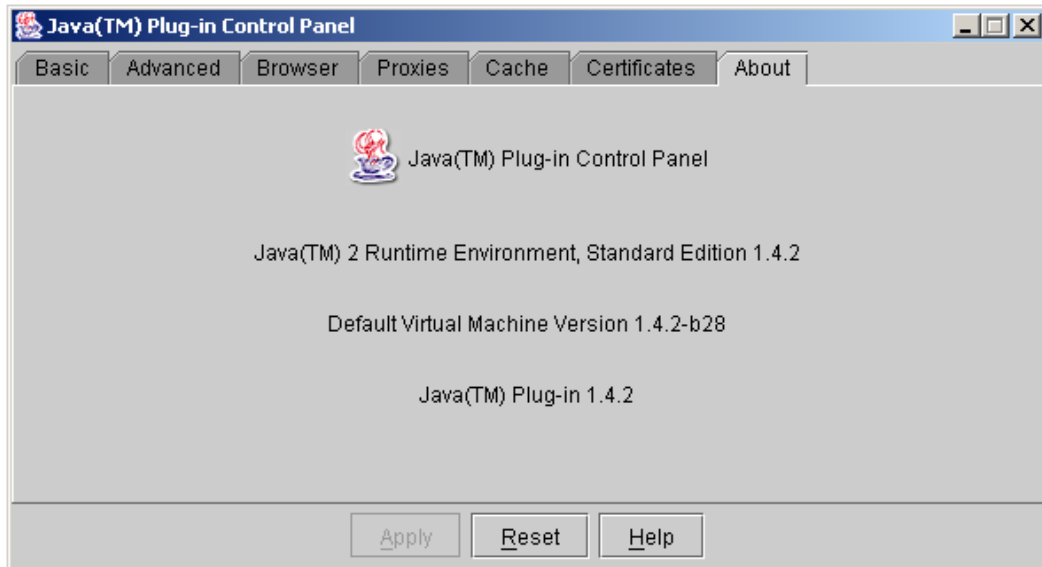 Java(TM) Plug-in Control Panel
Basic Advanced Browser Proxies Cache Certificates About
Java(TM) Plug-in Control Panel
Java(TM) 2 Runtime Environment, Standard Edition 1.4.2
Default Virtual Machine Version 1.4.2-b28
Java(TM) Plug-in 1.4.2
Apply Reset Help